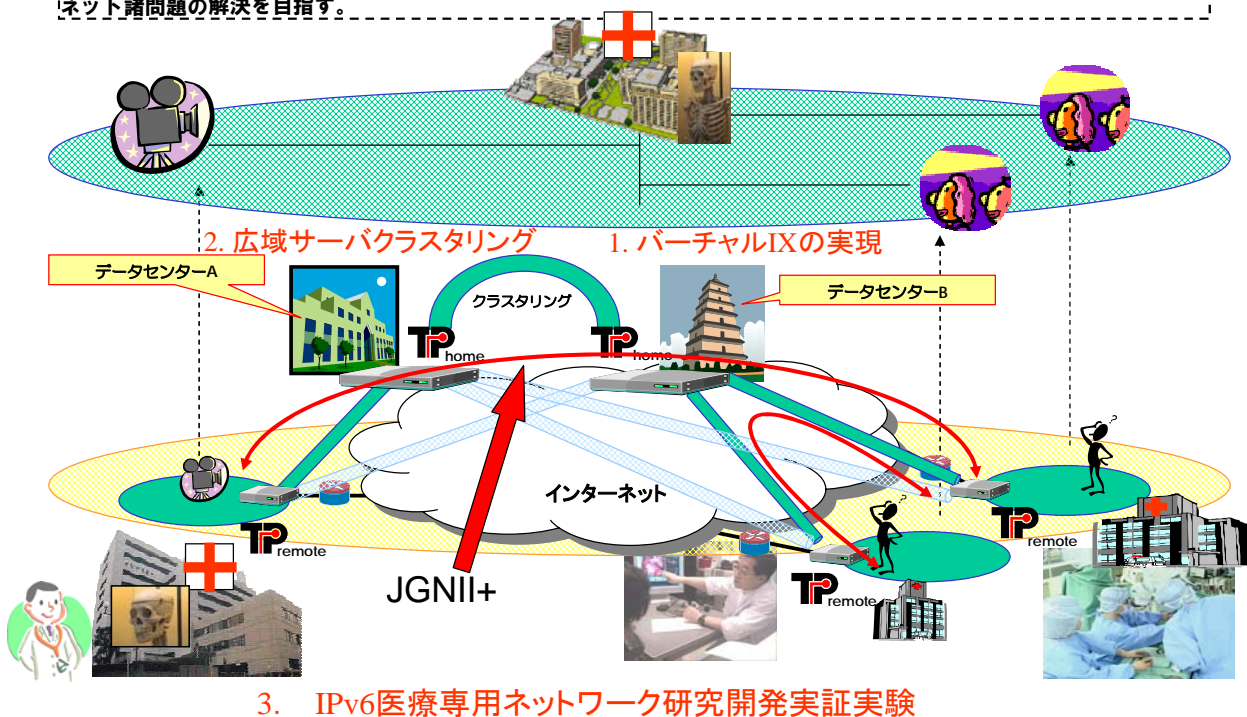 ネット諸問題の解決を目指す。
2. 広域サーバクラスタリング
1. バーチャルIXの実現
データセンターA
データセンターB
クラスタリング
TP home
TP home
インターネット
TP remote
TP remote
TP remote
JGNII+
3. IPv6医療専用ネットワーク研究開発実証実験